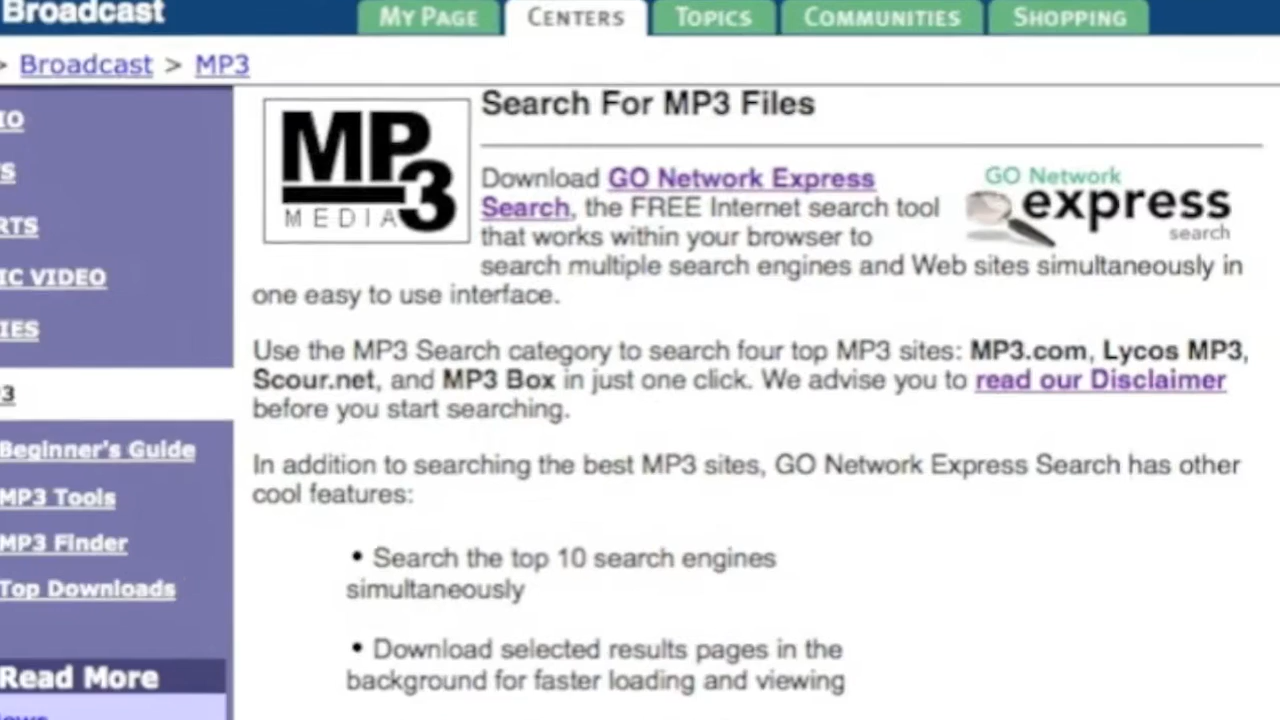 Broadcast
MY PAGE
CENTERS
TOPICS
COMMUNITIES
SHOPPING
> Broadcast > MP3
IC VIDEO
Beginner's Guide
MP3 Tools
MP3 Finder
Top Downloads
Read More
MP3
MEDIA
Search For MP3 Files
GO Network
express
search
Download GO Network Express
Search, the FREE Internet search tool
that works within your browser to
search multiple search engines and Web sites simultaneously in
one easy to use interface.
Use the MP3 Search category to search four top MP3 sites: MP3.com, Lycos MP3,
Scour.net, and MP3 Box in just one click. We advise you to read our Disclaimer
before you start searching.
In addition to searching the best MP3 sites, GO Network Express Search has other
cool features:
• Search the top 10 search engines
simultaneously
• Download selected results pages in the
background for faster loading and viewing